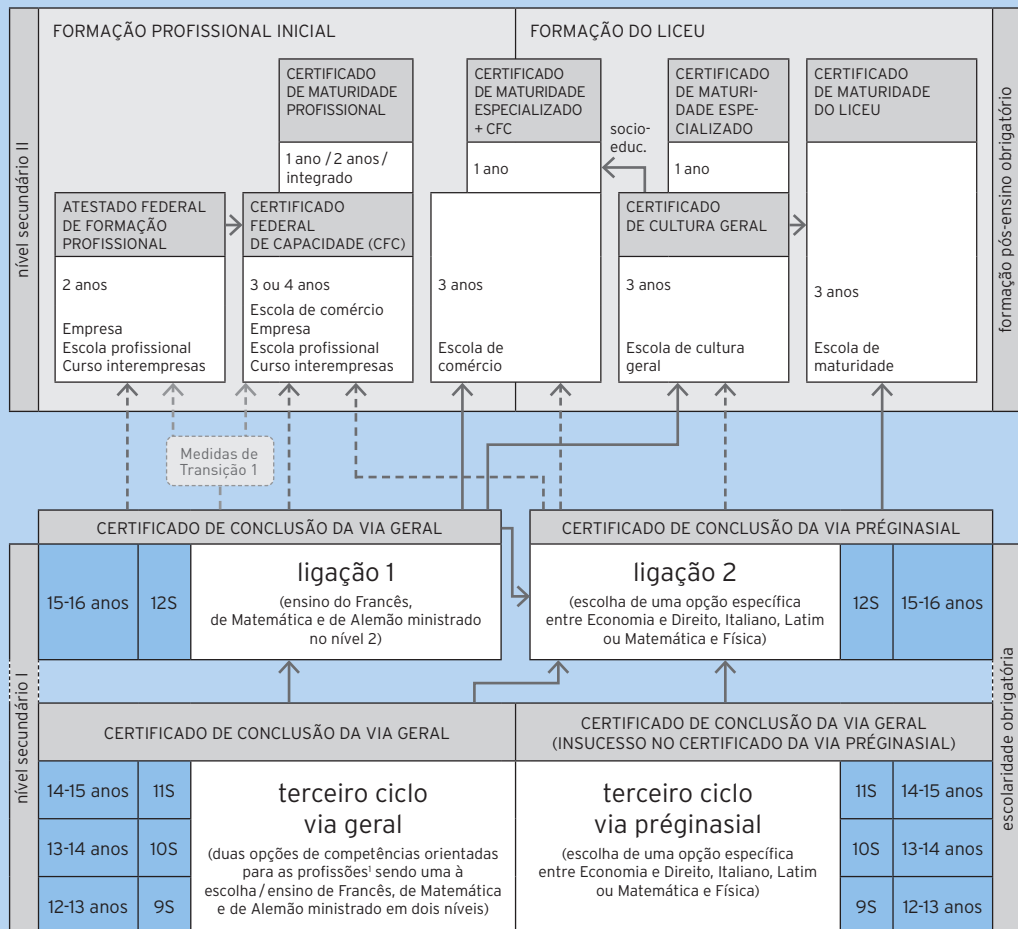 FORMAÇÃO PROFISSIONAL INICIAL
FORMAÇÃO DO LICEU
nível secundário II
formação pós-ensino obrigatório
CERTIFICADO
DE MATURIDADE
PROFISSIONAL
1 ano / 2 anos /
integrado
CERTIFICADO
DE MATURIDADE
ESPECIALIZADO
+ CFC
1 ano
socio-
educ.
CERTIFICADO
DE MATURI-
DADE ESPE-
CIALIZADO
1 ano
CERTIFICADO
DE MATURIDADE
DO LICEU
ATESTADO FEDERAL
DE FORMAÇÃO
PROFISSIONAL
2 anos
Empresa
Escola profissional
Curso interempresas
CERTIFICADO
FEDERAL
DE CAPACIDADE (CFC)
3 ou 4 anos
Escola de comércio
Empresa
Escola profissional
Curso interempresas
3 anos
Escola de
comércio
CERTIFICADO
DE CULTURA GERAL
3 anos
Escola de cultura
geral
3 anos
Escola de
maturidade
Medidas de
Transição 1
nível secundário I
escolaridade obrigatória
CERTIFICADO DE CONCLUSÃO DA VIA GERAL
15-16 anos
12S
ligação 1
(ensino do Francês,
de Matemática e de Alemão ministrado
no nível 2)
CERTIFICADO DE CONCLUSÃO DA VIA PRÉGINASIAL
ligação 2
(escolha de uma opção específica
entre Economia e Direito, Italiano, Latim
ou Matemática e Física)
12S
15-16 anos
CERTIFICADO DE CONCLUSÃO DA VIA GERAL
CERTIFICADO DE CONCLUSÃO DA VIA GERAL
(INSUCESSO NO CERTIFICADO DA VIA PRÉGINASIAL)
14-15 anos
11S
13-14 anos
10S
12-13 anos
9S
terceiro ciclo
via geral
(duas opções de competências orientadas
para as profissões¹ sendo uma à
escolha / ensino de Francês, de Matemática
e de Alemão ministrado em dois níveis)
terceiro ciclo
via préginasial
(escolha de uma opção específica
entre Economia e Direito, Italiano, Latim
ou Matemática e Física)
11S
14-15 anos
10S
13-14 anos
9S
12-13 anos